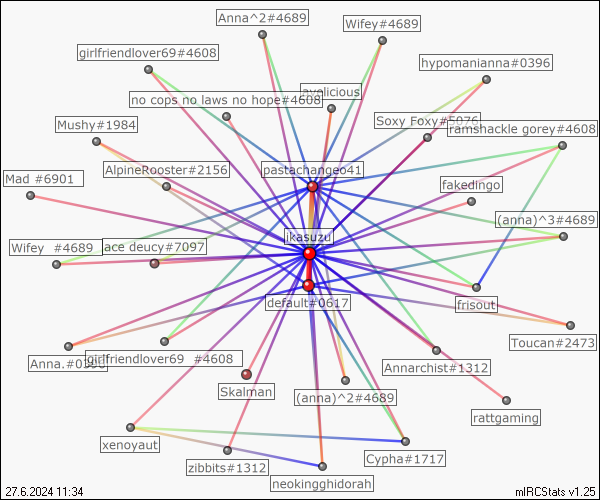 Anna^2#4689
Wifey#4689
girlfriendlover69#4608
hypomanianna#0396
avalicious
no cops no laws no hope#4608
Mushy#1984
Soxy Foxy#5076
ramshackle gorey#4608
AlpineRooster#2156
pastachangeo41
Mad #6901
fakedingo
(anna)^3#4689
ikasuzu
Wifey #4689
ace deucy#7097
default#0617
frisout
Toucan#2473
Anna.#0396
girlfriendlover69 #4608
Annarchist#1312
Skalman
(anna)^2#4689
rattgaming
xenoyaut
Cypha#1717
zibbits#1312
neokingghidorah
27.6.2024 11:34
mIRCStats v1.25